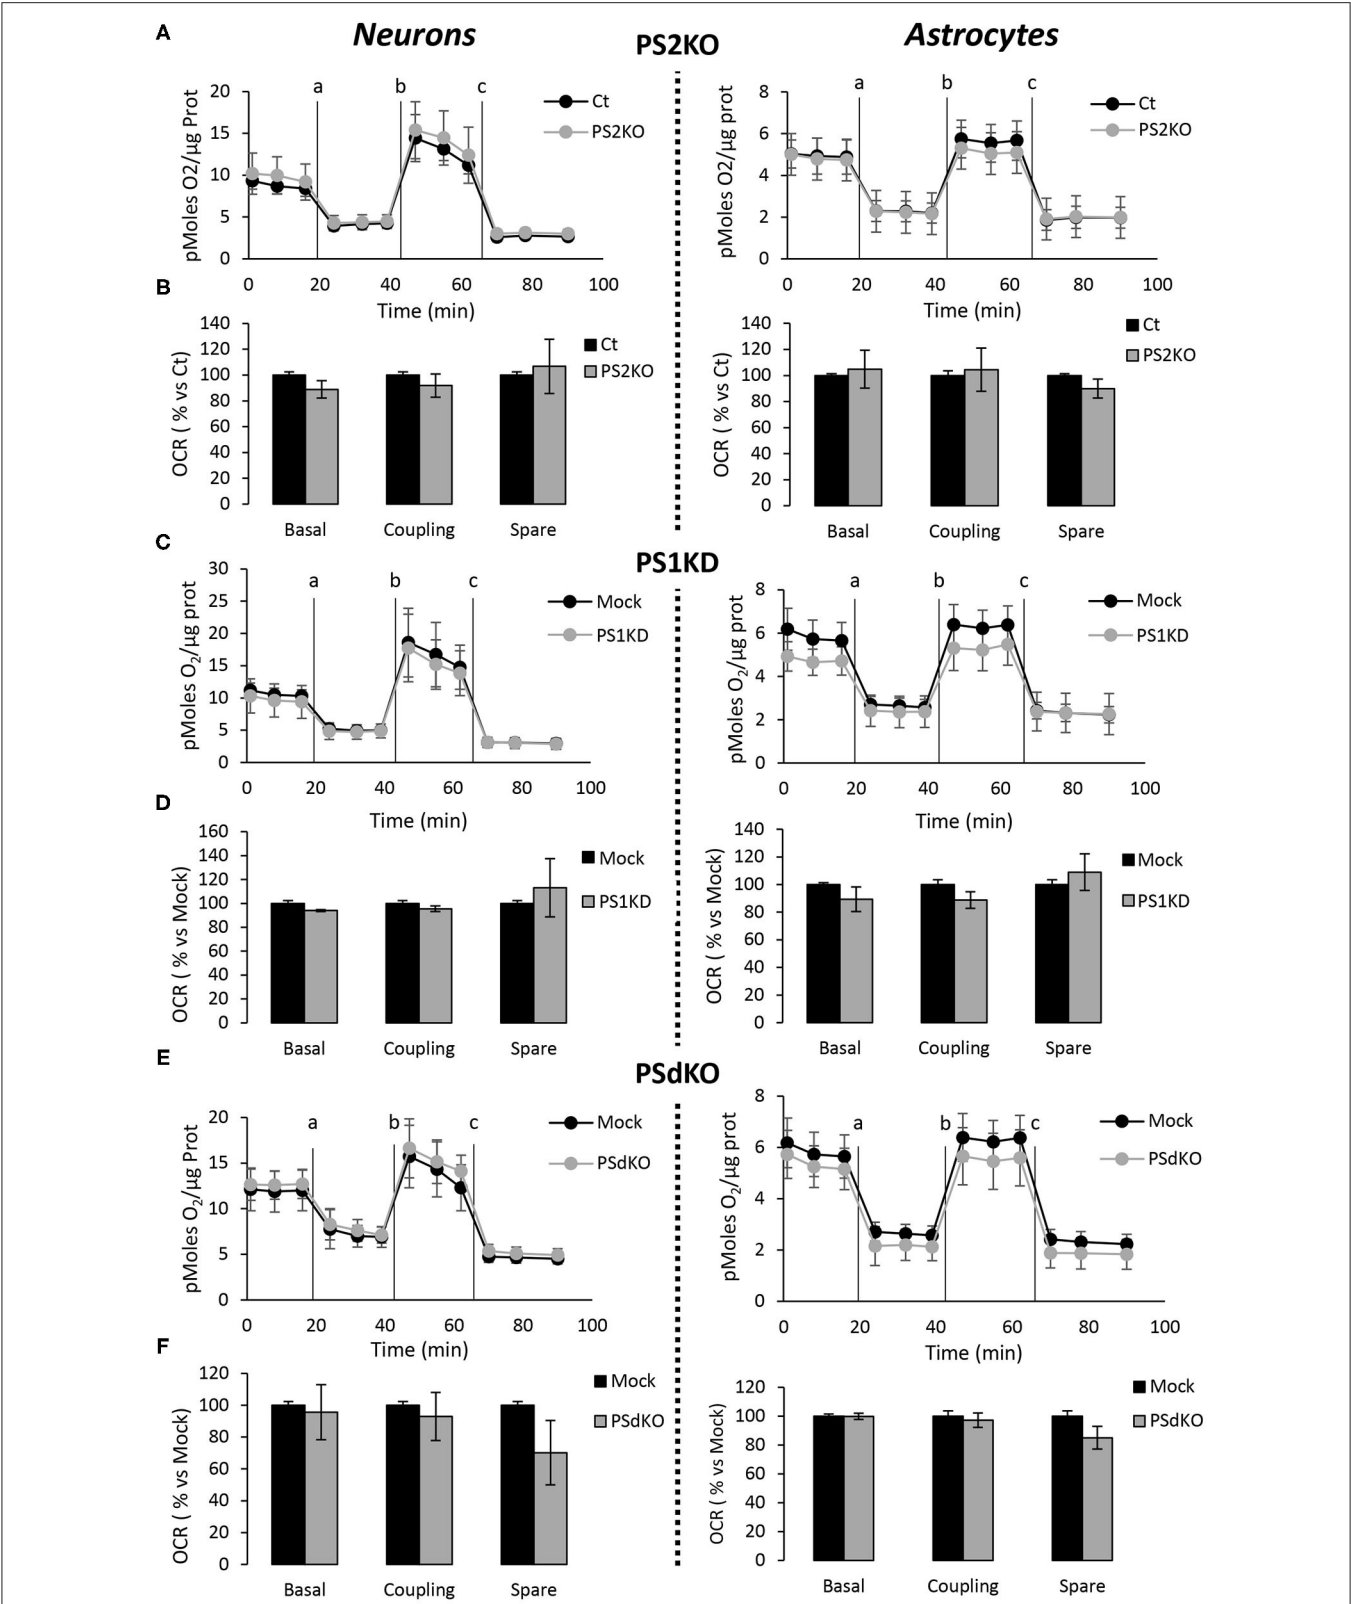 A
Neurons
PS2KO
Astrocytes
pMoles O2/µg Prot
20
15
10
5
0
a
b
c
Ct
PS2KO
0 20 40 60 80 100
Time (min)
pMoles O2/µg prot
8
6
4
2
0
a
b
c
Ct
PS2KO
0 20 40 60 80 100
Time (min)
B
OCR ( % vs Ct)
140
120
100
80
60
40
20
0
Ct
PS2KO
Basal Coupling Spare
OCR ( % vs Ct)
140
120
100
80
60
40
20
0
Ct
PS2KO
Basal Coupling Spare
C
PS1KD
pMoles O₂/µg prot
30
25
20
15
10
5
0
a
b
c
Mock
PS1KD
0 20 40 60 80 100
Time (min)
pMoles O₂/µg prot
8
6
4
2
0
a
b
c
Mock
PS1KD
0 20 40 60 80 100
Time (min)
D
OCR ( % vs Mock)
160
140
120
100
80
60
40
20
0
Mock
PS1KD
Basal Coupling Spare
OCR ( % vs Mock)
140
120
100
80
60
40
20
0
Mock
PS1KD
Basal Coupling Spare
E
PSdKO
pMoles O₂/µg Prot
20
15
10
5
0
a
b
c
Mock
PSdKO
0 20 40 60 80 100
Time (min)
pMoles O₂/µg prot
8
6
4
2
0
a
b
c
Mock
PSdKO
0 20 40 60 80 100
Time (min)
F
OCR ( % vs Mock)
120
100
80
60
40
20
0
Mock
PSdKO
Basal Coupling Spare
OCR ( % vs Mock)
120
100
80
60
40
20
0
Mock
PSdKO
Basal Coupling Spare